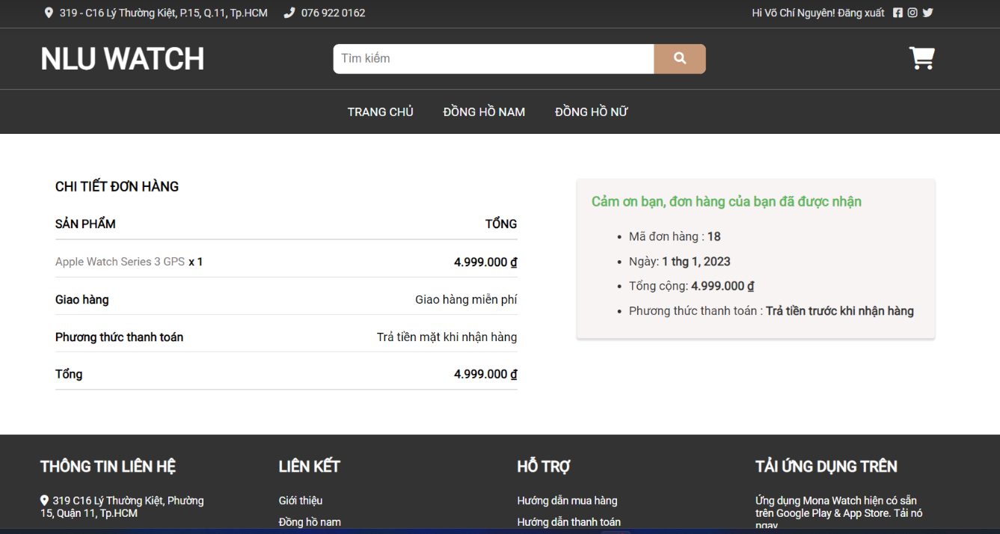 319 - C16 Lý Thường Kiệt, P.15, Q.11, Tp.HCM 076 922 0162 Hi Võ Chí Nguyên! Đăng xuất
NLU WATCH Tìm kiếm
TRANG CHỦ ĐỒNG HỒ NAM ĐỒNG HỒ NỮ
CHI TIẾT ĐƠN HÀNG
SẢN PHẨM TỔNG
Apple Watch Series 3 GPS x 1 4.999.000 ₫
Giao hàng Giao hàng miễn phí
Phương thức thanh toán Trả tiền mặt khi nhận hàng
Tổng 4.999.000 ₫
Cảm ơn bạn, đơn hàng của bạn đã được nhận
Mã đơn hàng : 18
Ngày: 1 thg 1, 2023
Tổng cộng: 4.999.000 ₫
Phương thức thanh toán : Trả tiền trước khi nhận hàng
THÔNG TIN LIÊN HỆ
319 C16 Lý Thường Kiệt, Phường
15, Quận 11, Tp.HCM
LIÊN KẾT
Giới thiệu
Đồng hồ nam
HỖ TRỢ
Hướng dẫn mua hàng
Hướng dẫn thanh toán
TẢI ỨNG DỤNG TRÊN
Ứng dụng Mona Watch hiện có sẵn
trên Google Play & App Store. Tải nó
ngay